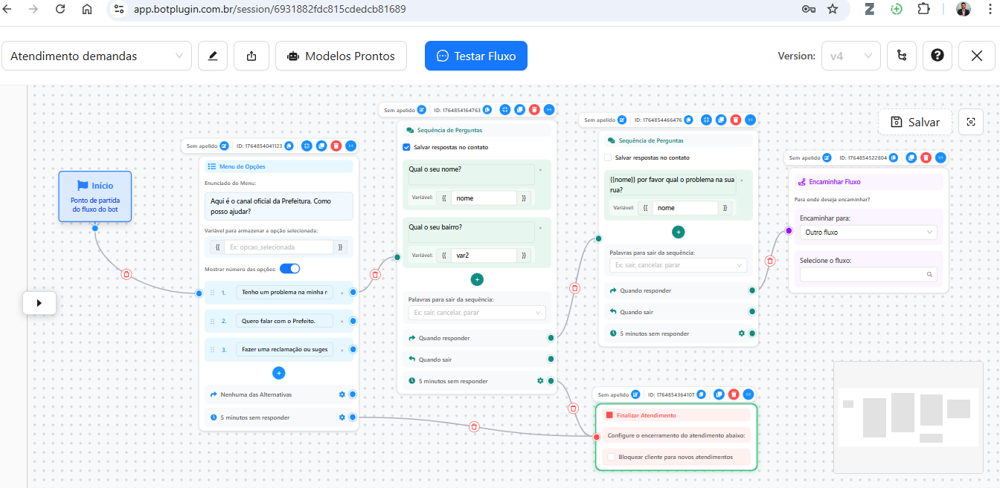 app.botplugin.com.br/session/6931882fdc815cdedcb81689
Atendimento demandas
Modelos Prontos
Testar Fluxo
Version:
v4
Salvar
Início
Ponto de partida
do fluxo do bot
Sem apelido
ID: 1764854041123
Menu de Opções
Enunciado do Menu:
Aqui é o canal oficial da Prefeitura. Como
posso ajudar?
Variável para armazenar a opção selecionada:
{{ Ex: opcao_selecionada }}
Mostrar número das opções:
1. Tenho um problema na minha r
2. Quero falar com o Prefeito.
3. Fazer uma reclamação ou suges
+
Nenhuma das Alternativas
5 minutos sem responder
Sem apelido
ID: 1764854164763
Sequência de Perguntas
Salvar respostas no contato
Qual o seu nome?
Variável: {{ nome }}
Qual o seu bairro?
Variável: {{ var2 }}
+
Palavras para sair da sequência:
Ex: sair, cancelar, parar
Quando responder
Quando sair
5 minutos sem responder
Sem apelido
ID: 1764854466476
Sequência de Perguntas
Salvar respostas no contato
{{nome}} por favor qual o problema na sua
rua?
Variável: {{ nome }}
+
Palavras para sair da sequência:
Ex: sair, cancelar, parar
Quando responder
Quando sair
5 minutos sem responder
Sem apelido
ID: 1764854522804
Encaminhar Fluxo
Para onde deseja encaminhar?
Encaminhar para:
Outro fluxo
Selecione o fluxo:
Sem apelido
ID: 1764854364107
Finalizar Atendimento
Configure o encerramento do atendimento abaixo:
Bloquear cliente para novos atendimentos